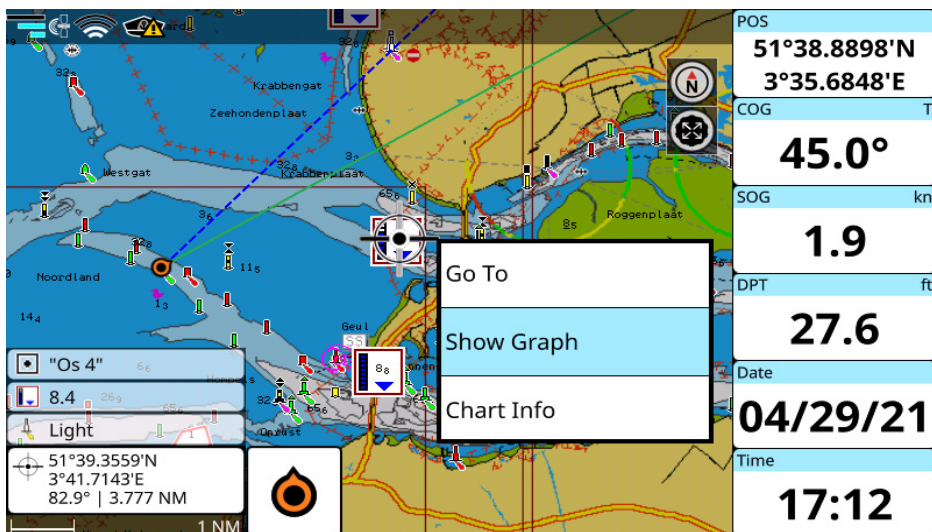 Krabbengat
Zeehondenplaat
Westgat
Krabbenplaat
Roggenplaat
Noordland
Geul
SS
Onrust
Go To
Show Graph
Chart Info
"Os 4"
8.4
Light
51°39.3559'N
3°41.7143'E
82.9° | 3.777 NM
1 NM
POS
51°38.8898'N
3°35.6848'E
COG T
45.0°
SOG kn
1.9
DPT ft
27.6
Date
04/29/21
Time
17:12